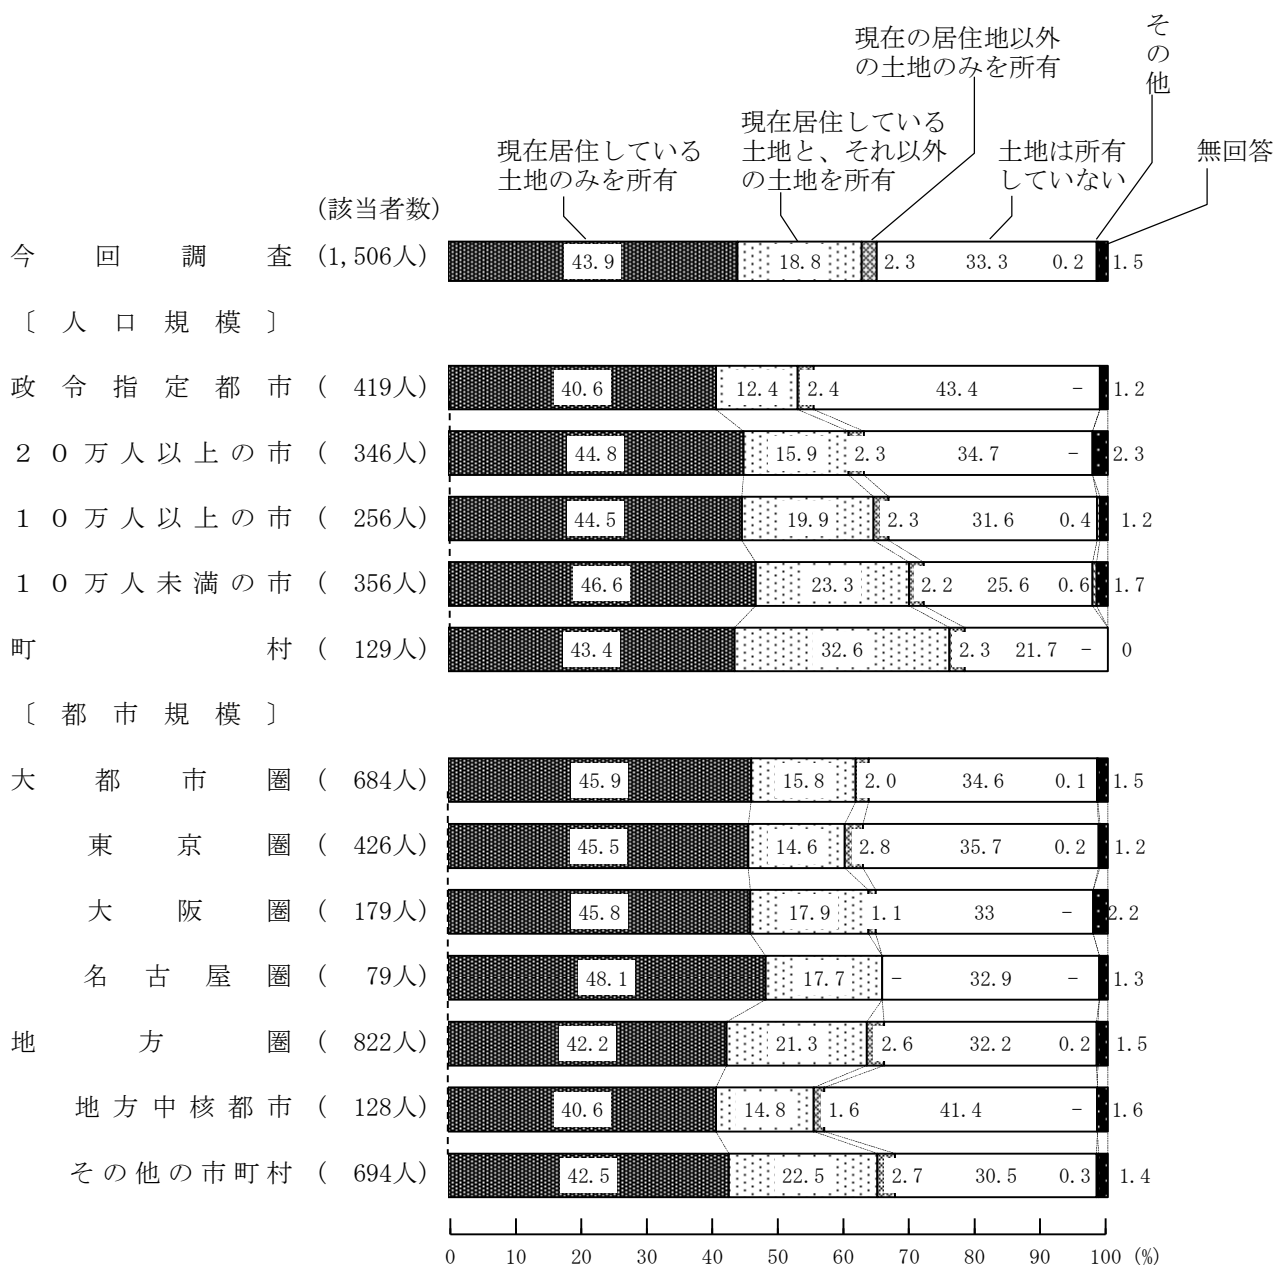 その他
現在の居住地以外
の土地のみを所有
現在居住している
土地と、それ以外
の土地を所有
現在居住している
土地のみを所有
土地は所有
していない
無回答
(該当者数)
今回調査 (1,506人) 43.9 18.8 2.3 33.3 0.2 1.5
〔人口規模〕
政令指定都市 ( 419人) 40.6 12.4 2.4 43.4 - 1.2
20万人以上の市 ( 346人) 44.8 15.9 2.3 34.7 - 2.3
10万人以上の市 ( 256人) 44.5 19.9 2.3 31.6 0.4 1.2
10万人未満の市 ( 356人) 46.6 23.3 2.2 25.6 0.6 1.7
町村 ( 129人) 43.4 32.6 2.3 21.7 - 0
〔都市規模〕
大都市圏 ( 684人) 45.9 15.8 2.0 34.6 0.1 1.5
東京圏 ( 426人) 45.5 14.6 2.8 35.7 0.2 1.2
大阪圏 ( 179人) 45.8 17.9 1.1 33 - 2.2
名古屋圏 ( 79人) 48.1 17.7 - 32.9 - 1.3
地方圏 ( 822人) 42.2 21.3 2.6 32.2 0.2 1.5
地方中核都市 ( 128人) 40.6 14.8 1.6 41.4 - 1.6
その他の市町村 ( 694人) 42.5 22.5 2.7 30.5 0.3 1.4
0 10 20 30 40 50 60 70 80 90 100 (%)